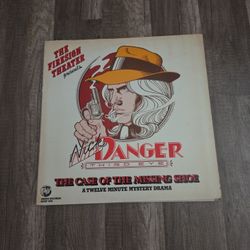 THE
FIRESIGN
THEATER
presents
Nick
DANGER
THIRD EYE
THE CASE OF THE MISSING SHOE
A TWELVE MINUTE MYSTERY DRAMA